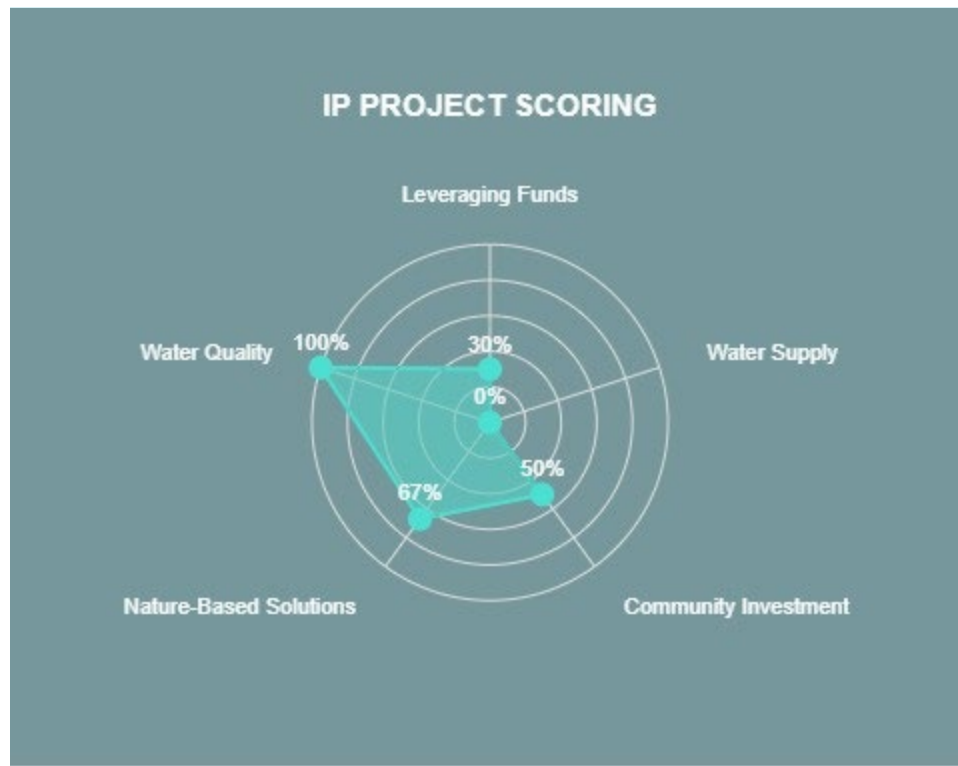 IP PROJECT SCORING
Leveraging Funds
100%
30%
Water Quality
Water Supply
0%
50%
67%
Nature-Based Solutions
Community Investment